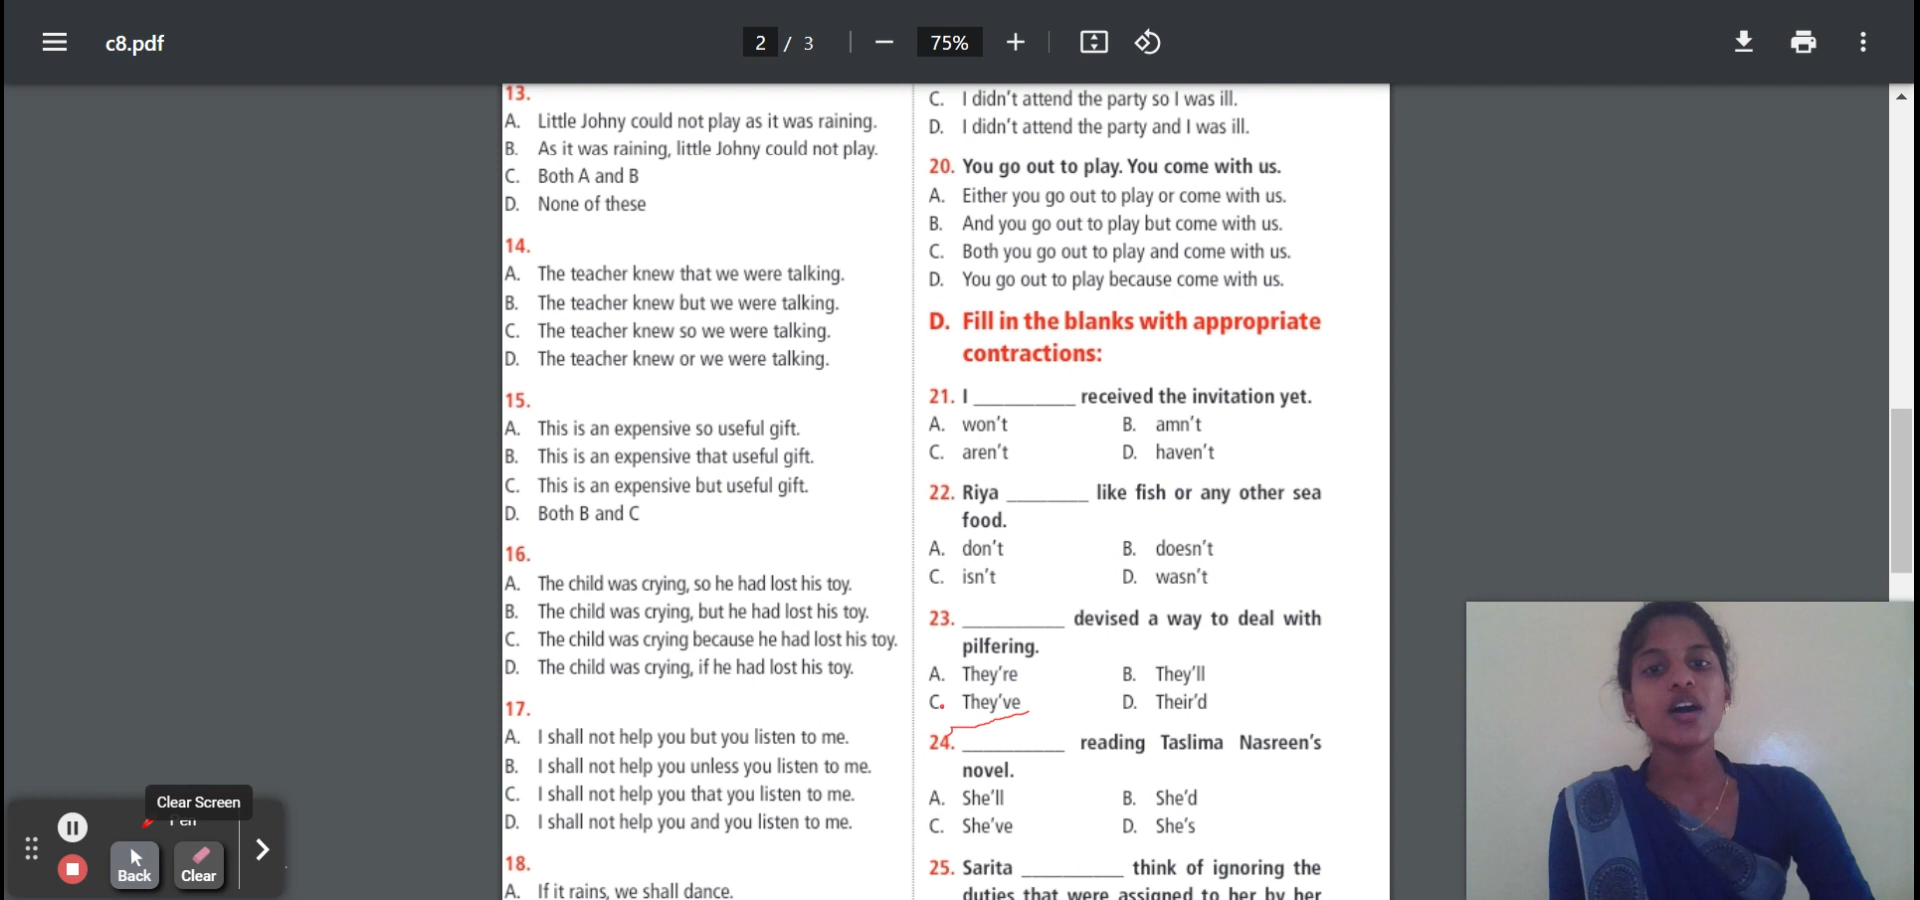 c8.pdf
2 / 3
75%
13.
A. Little Johny could not play as it was raining.
B. As it was raining, little Johny could not play.
C. Both A and B
D. None of these
14.
A. The teacher knew that we were talking.
B. The teacher knew but we were talking.
C. The teacher knew so we were talking.
D. The teacher knew or we were talking.
15.
A. This is an expensive so useful gift.
B. This is an expensive that useful gift.
C. This is an expensive but useful gift.
D. Both B and C
16.
A. The child was crying, so he had lost his toy.
B. The child was crying, but he had lost his toy.
C. The child was crying because he had lost his toy.
D. The child was crying, if he had lost his toy.
17.
A. I shall not help you but you listen to me.
B. I shall not help you unless you listen to me.
C. I shall not help you that you listen to me.
D. I shall not help you and you listen to me.
18.
A. If it rains, we shall dance.
C. I didn't attend the party so I was ill.
D. I didn't attend the party and I was ill.
20. You go out to play. You come with us.
A. Either you go out to play or come with us.
B. And you go out to play but come with us.
C. Both you go out to play and come with us.
D. You go out to play because come with us.
D. Fill in the blanks with appropriate
contractions:
21. I __________ received the invitation yet.
A. won't B. amn't
C. aren't D. haven't
22. Riya ________ like fish or any other sea
food.
A. don't B. doesn't
C. isn't D. wasn't
23. __________ devised a way to deal with
pilfering.
A. They're B. They'll
C. They've D. Their'd
24. __________ reading Taslima Nasreen's
novel.
A. She'll B. She'd
C. She've D. She's
25. Sarita __________ think of ignoring the
duties that were assigned to her by her
Clear Screen
Pen
Back
Clear